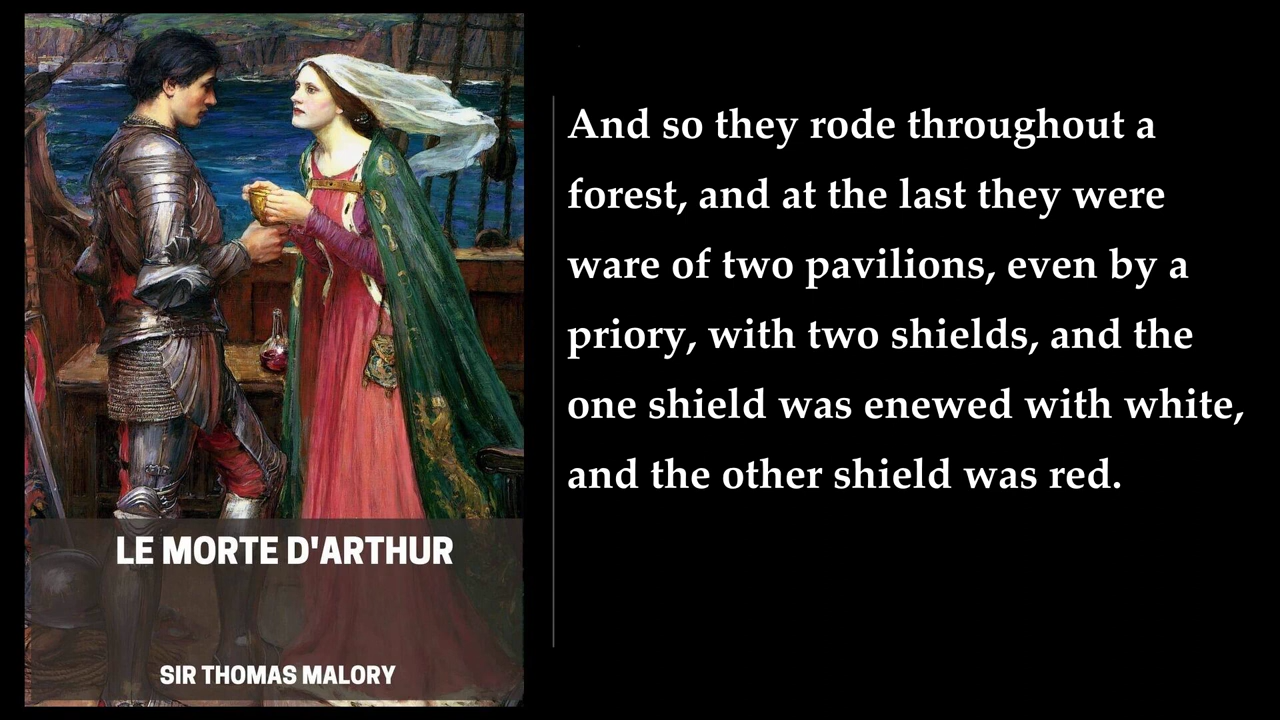 LE MORTE D'ARTHUR
SIR THOMAS MALORY
And so they rode throughout a
forest, and at the last they were
ware of two pavilions, even by a
priory, with two shields, and the
one shield was enewed with white,
and the other shield was red.